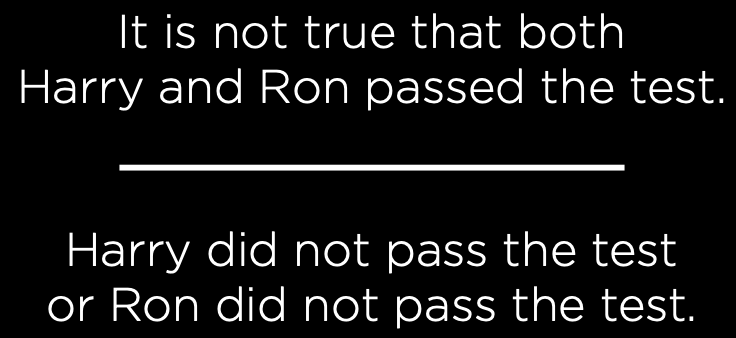 It is not true that both
Harry and Ron passed the test.
Harry did not pass the test
or Ron did not pass the test.